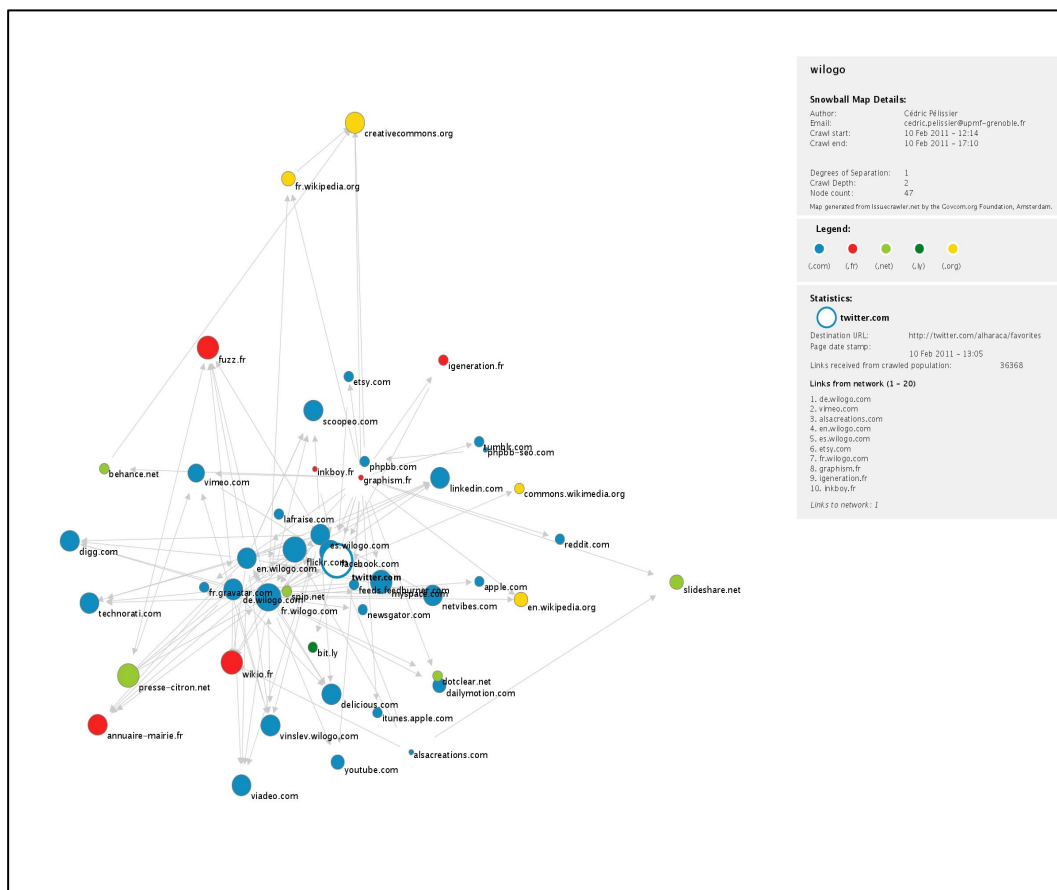 wilogo
Snowball Map Details:
Author: Cédric Pélissier
Email: cedric.pelissier@upmf-grenoble.fr
Crawl start: 10 Feb 2011 - 12:14
Crawl end: 10 Feb 2011 - 17:10
Degrees of Separation: 1
Crawl Depth: 2
Node count: 47
Map generated from Issuecrawler.net by the Govcom.org Foundation, Amsterdam.
Legend:
(.com) (.fr) (.net) (.ly) (.org)
Statistics:
twitter.com
Destination URL: http://twitter.com/alharaca/favorites
Page date stamp:
10 Feb 2011 - 13:05
Links received from crawled population: 36368
Links from network (1 - 20)
1. de.wilogo.com
2. vimeo.com
3. alsacreations.com
4. en.wilogo.com
5. es.wilogo.com
6. etsy.com
7. fr.wilogo.com
8. graphism.fr
9. igeneration.fr
10. inkboy.fr
Links to network: 1
creativecommons.org
fr.wikipedia.org
fuzz.fr
igeneration.fr
etsy.com
scoopeo.com
tumblr.com
phpbb-seo.com
phpbb.com
behance.net
inkboy.fr
vimeo.com
graphism.fr
linkedin.com
commons.wikimedia.org
lafraise.com
es.wilogo.com
reddit.com
digg.com
flickr.com
facebook.com
en.wilogo.com
twitter.com
fr.gravatar.com
feeds.feedburner.com
myspace.com
apple.com
slideshare.net
de.wilogo.com
spip.net
netvibes.com
en.wikipedia.org
technorati.com
fr.wilogo.com
newsgator.com
bit.ly
wikio.fr
dotclear.net
presse-citron.net
dailymotion.com
delicious.com
itunes.apple.com
annuaire-mairie.fr
vinslev.wilogo.com
alsacreations.com
youtube.com
viadeo.com